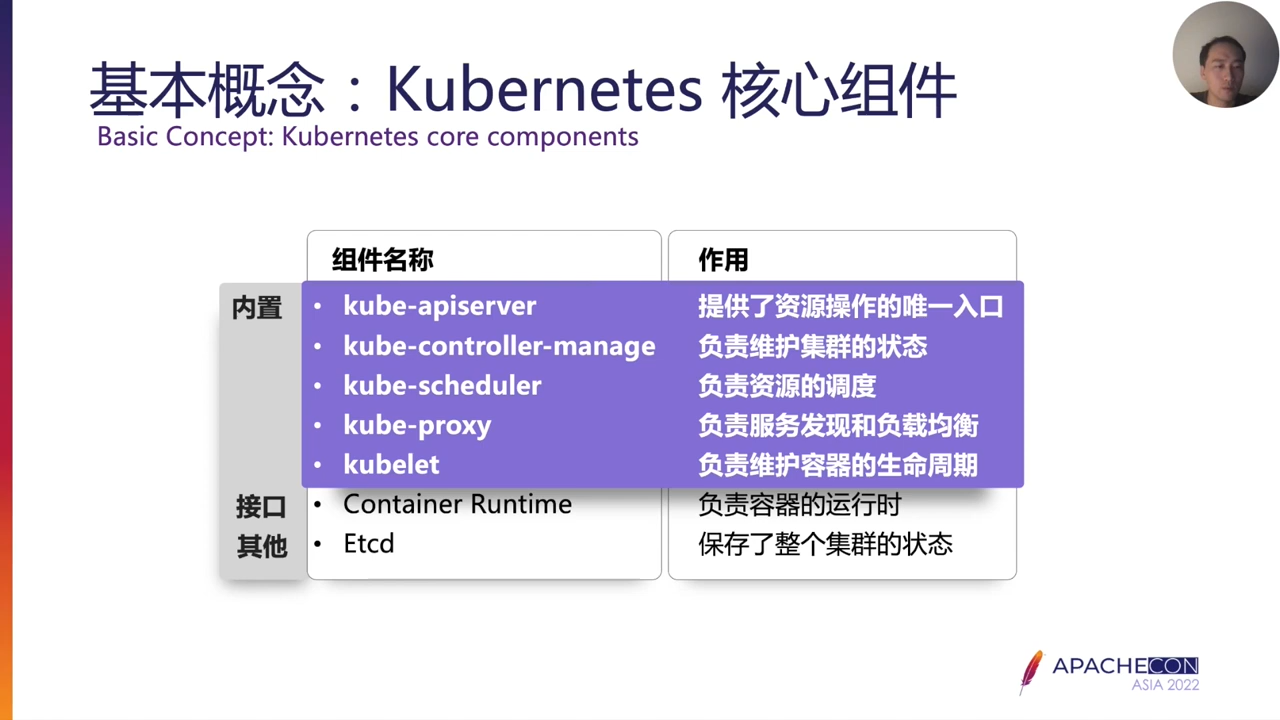 基本概念：Kubernetes 核心组件
Basic Concept: Kubernetes core components
组件名称 作用
内置 • kube-apiserver 提供了资源操作的唯一入口
• kube-controller-manage 负责维护集群的状态
• kube-scheduler 负责资源的调度
• kube-proxy 负责服务发现和负载均衡
• kubelet 负责维护容器的生命周期
接口 • Container Runtime 负责容器的运行时
其他 • Etcd 保存了整个集群的状态
APACHECON
ASIA 2022